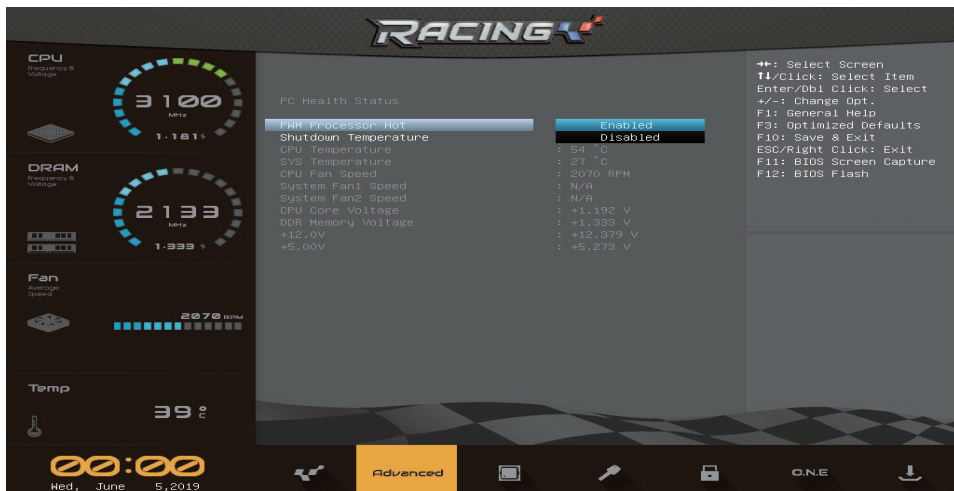 RACING
CPU
Frequency &
Voltage
3100
MHz
1.181 v
DRAM
Frequency &
Voltage
2133
MHz
1.333 v
Fan
Average
Speed
2070 RPM
Temp
39 °C
PC Health Status
PWM Processor Hot Enabled
Shutdown Temperature Disabled
CPU Temperature : 54 °C
SYS Temperature : 27 °C
CPU Fan Speed : 2070 RPM
System Fan1 Speed : N/A
System Fan2 Speed : N/A
CPU Core Voltage : +1.192 V
DDR Memory Voltage : +1.333 V
+12.0V : +12.379 V
+5.00V : +5.273 V
→←: Select Screen
↑↓/Click: Select Item
Enter/Dbl Click: Select
+/-: Change Opt.
F1: General Help
F3: Optimized Defaults
F10: Save & Exit
ESC/Right Click: Exit
F11: BIOS Screen Capture
F12: BIOS Flash
00:00
Wed, June 5,2019
Advanced
O.N.E